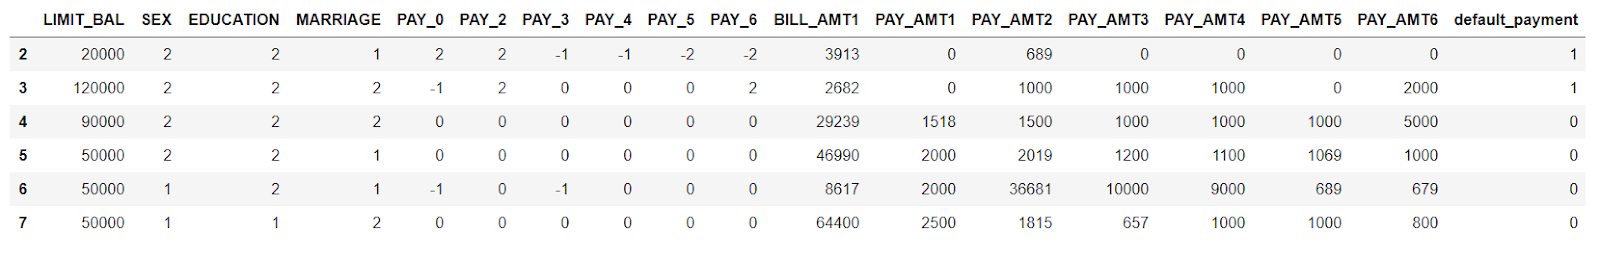 LIMIT_BAL SEX EDUCATION MARRIAGE PAY_0 PAY_2 PAY_3 PAY_4 PAY_5 PAY_6 BILL_AMT1 PAY_AMT1 PAY_AMT2 PAY_AMT3 PAY_AMT4 PAY_AMT5 PAY_AMT6 default_payment
2 20000 2 2 1 2 2 -1 -1 -2 -2 3913 0 689 0 0 0 0 1
3 120000 2 2 2 -1 2 0 0 0 2 2682 0 1000 1000 1000 0 2000 1
4 90000 2 2 2 0 0 0 0 0 0 29239 1518 1500 1000 1000 1000 5000 0
5 50000 2 2 1 0 0 0 0 0 0 46990 2000 2019 1200 1100 1069 1000 0
6 50000 1 2 1 -1 0 -1 0 0 0 8617 2000 36681 10000 9000 689 679 0
7 50000 1 1 2 0 0 0 0 0 0 64400 2500 1815 657 1000 1000 800 0